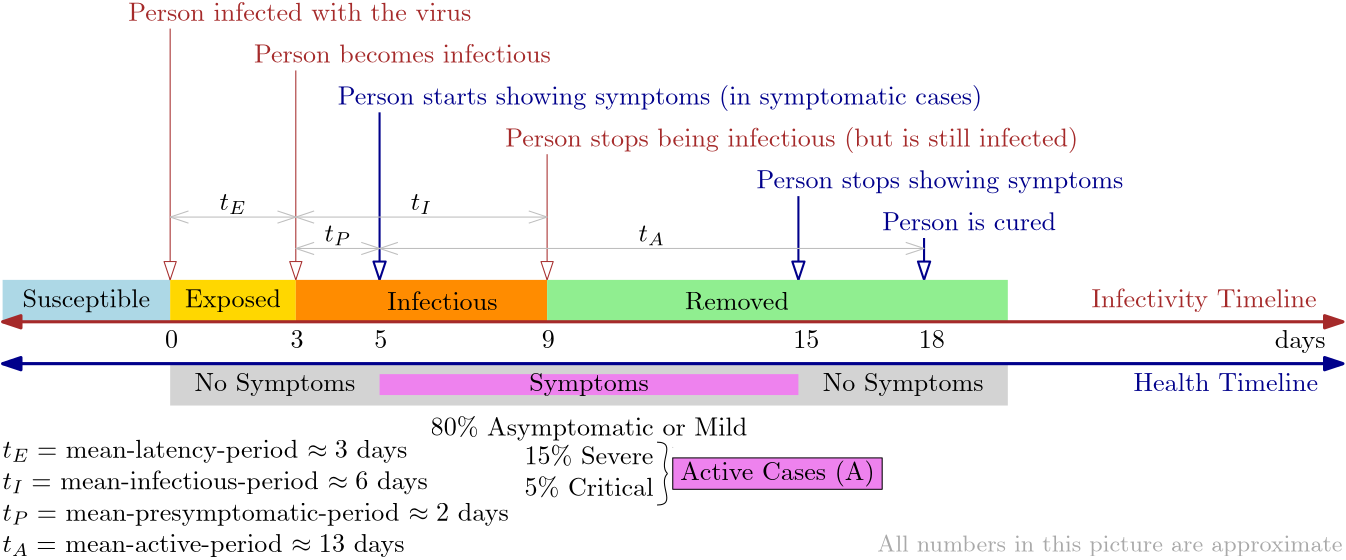 Person infected with the virus
Person becomes infectious
Person starts showing symptoms (in symptomatic cases)
Person stops being infectious (but is still infected)
Person stops showing symptoms
Person is cured
t_E t_I
t_P t_A
Susceptible Exposed Infectious Removed Infectivity Timeline
0 3 5 9 15 18 days
No Symptoms Symptoms No Symptoms Health Timeline
80% Asymptomatic or Mild
15% Severe
5% Critical
Active Cases (A)
t_E = mean-latency-period ≈ 3 days
t_I = mean-infectious-period ≈ 6 days
t_P = mean-presymptomatic-period ≈ 2 days
t_A = mean-active-period ≈ 13 days
All numbers in this picture are approximate